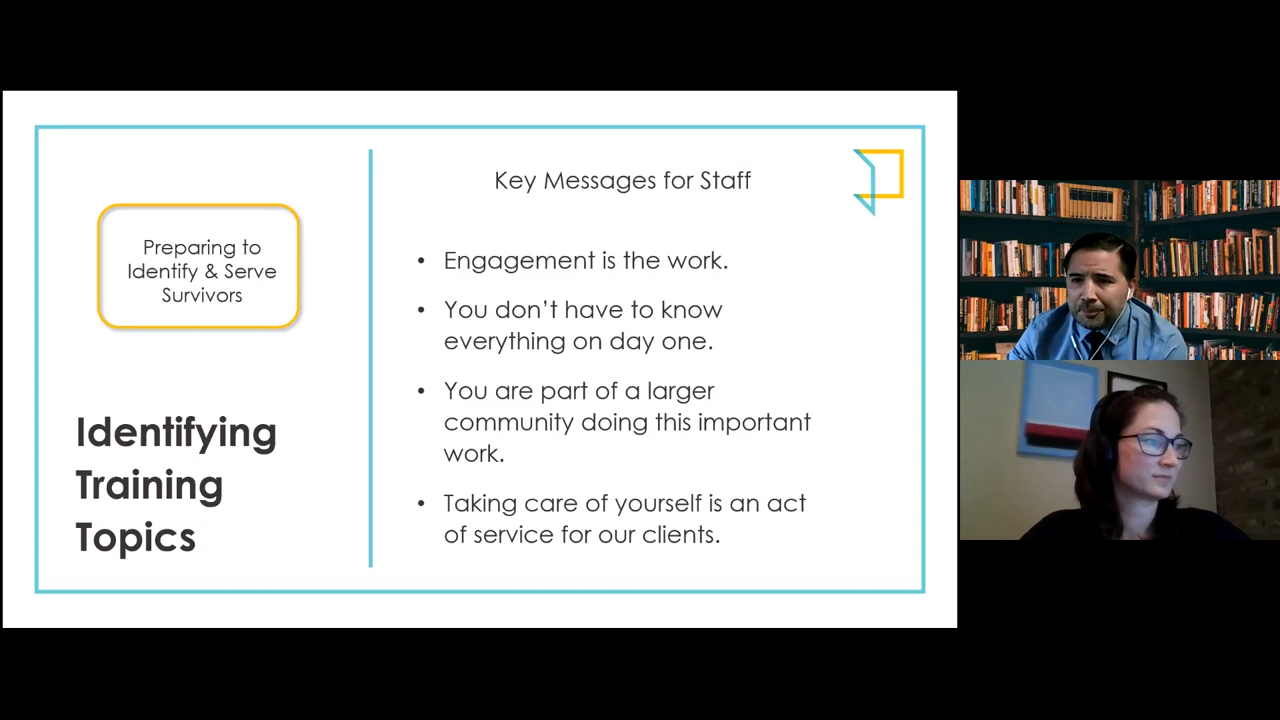 Preparing to
Identify & Serve
Survivors
Identifying
Training
Topics
Key Messages for Staff
• Engagement is the work.
• You don’t have to know
everything on day one.
• You are part of a larger
community doing this important
work.
• Taking care of yourself is an act
of service for our clients.